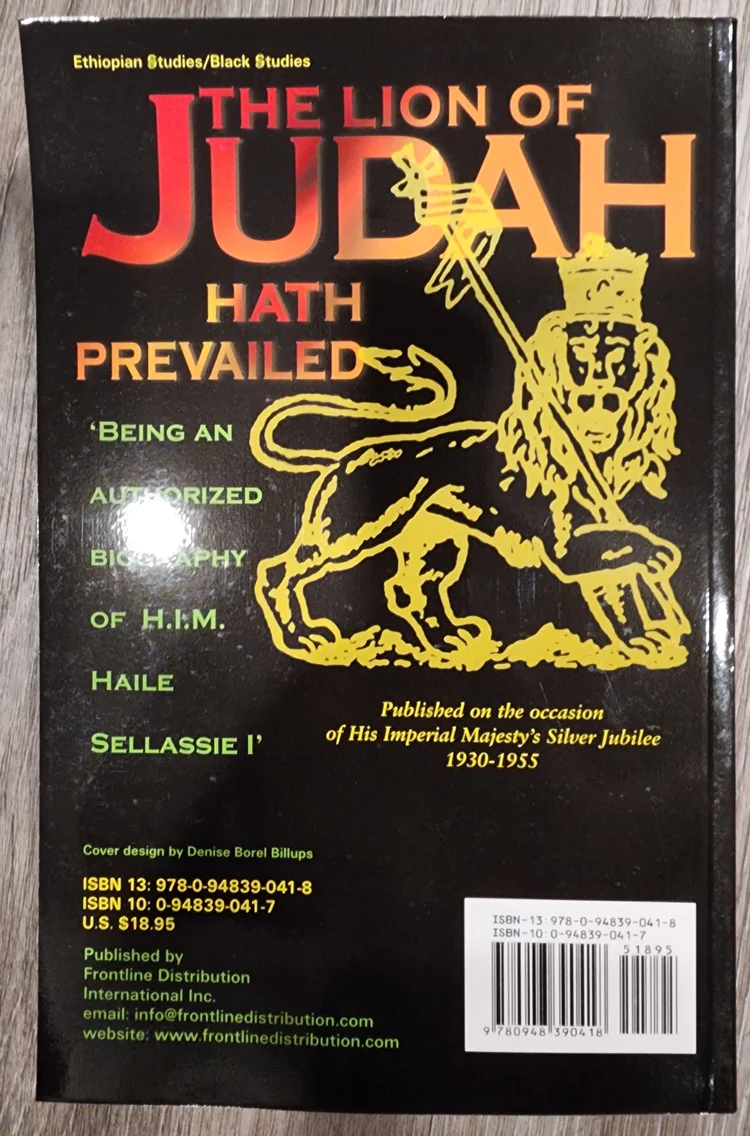 Ethiopian Studies/Black Studies
THE LION OF
JUDAH
HATH
PREVAILED
'BEING AN
AUTHORIZED
BIOGRAPHY
OF H.I.M.
HAILE
SELLASSIE I'
Published on the occasion
of His Imperial Majesty's Silver Jubilee
1930-1955
Cover design by Denise Borel Billups
ISBN 13: 978-0-94839-041-8
ISBN 10: 0-94839-041-7
U.S. $18.95
Published by
Frontline Distribution
International Inc.
email: info@frontlinedistribution.com
website: www.frontlinedistribution.com
ISBN-13: 978-0-94839-041-8
ISBN-10: 0-94839-041-7
51895
9 780948 390418